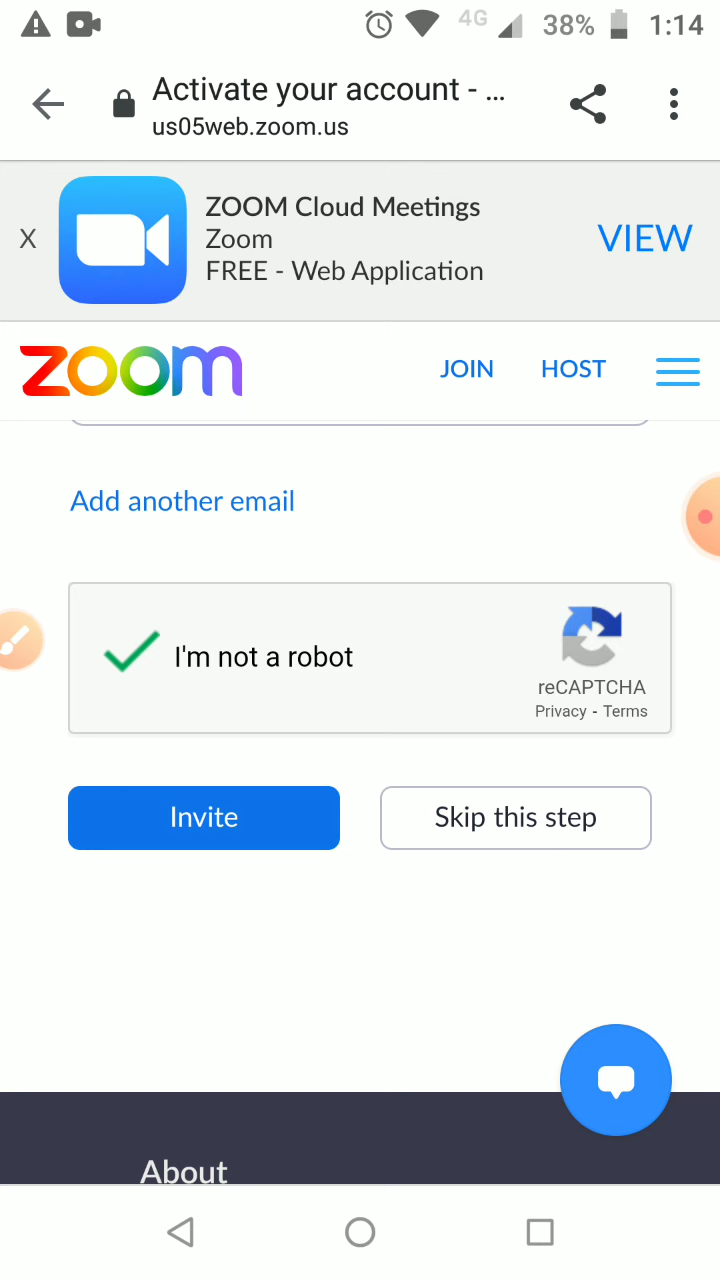 4G 38% 1:14
Activate your account - ...
us05web.zoom.us
X
ZOOM Cloud Meetings
Zoom
FREE - Web Application
VIEW
zoom
JOIN HOST
Add another email
I'm not a robot
reCAPTCHA
Privacy - Terms
Invite Skip this step
About